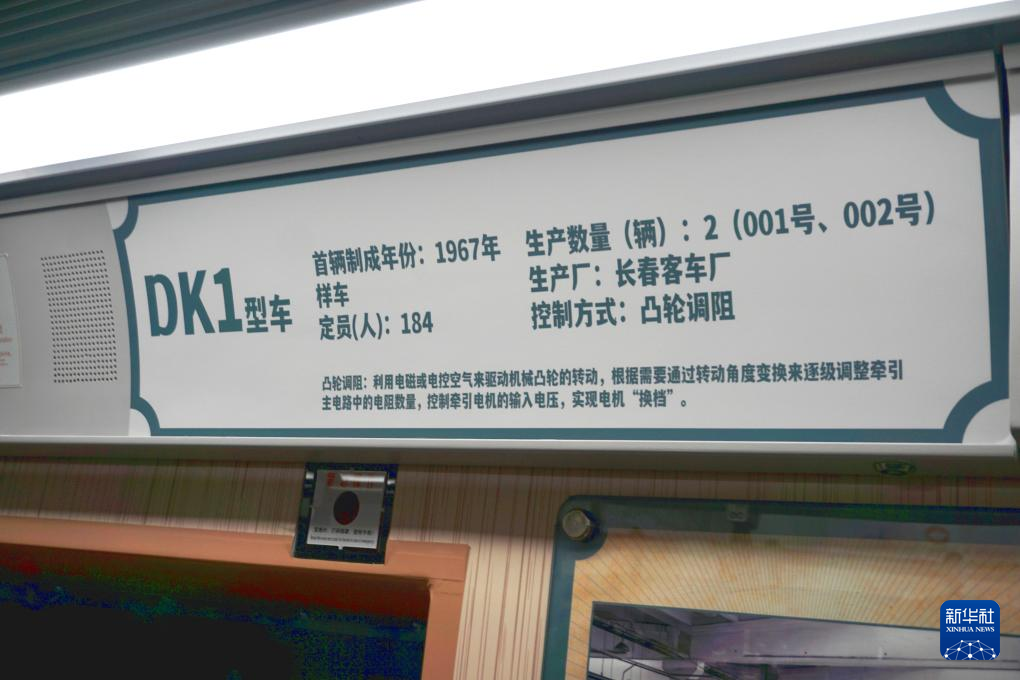 DK1型车
首辆制成年份：1967年
样车
定员(人)：184
生产数量（辆）：2（001号、002号）
生产厂：长春客车厂
控制方式：凸轮调阻
凸轮调阻：利用电磁或电控空气来驱动机械凸轮的转动，根据需要通过转动角度变换来逐级调整牵引
主电路中的电阻数量，控制牵引电机的输入电压，实现电机“换档”。
新华社
XINHUA NEWS